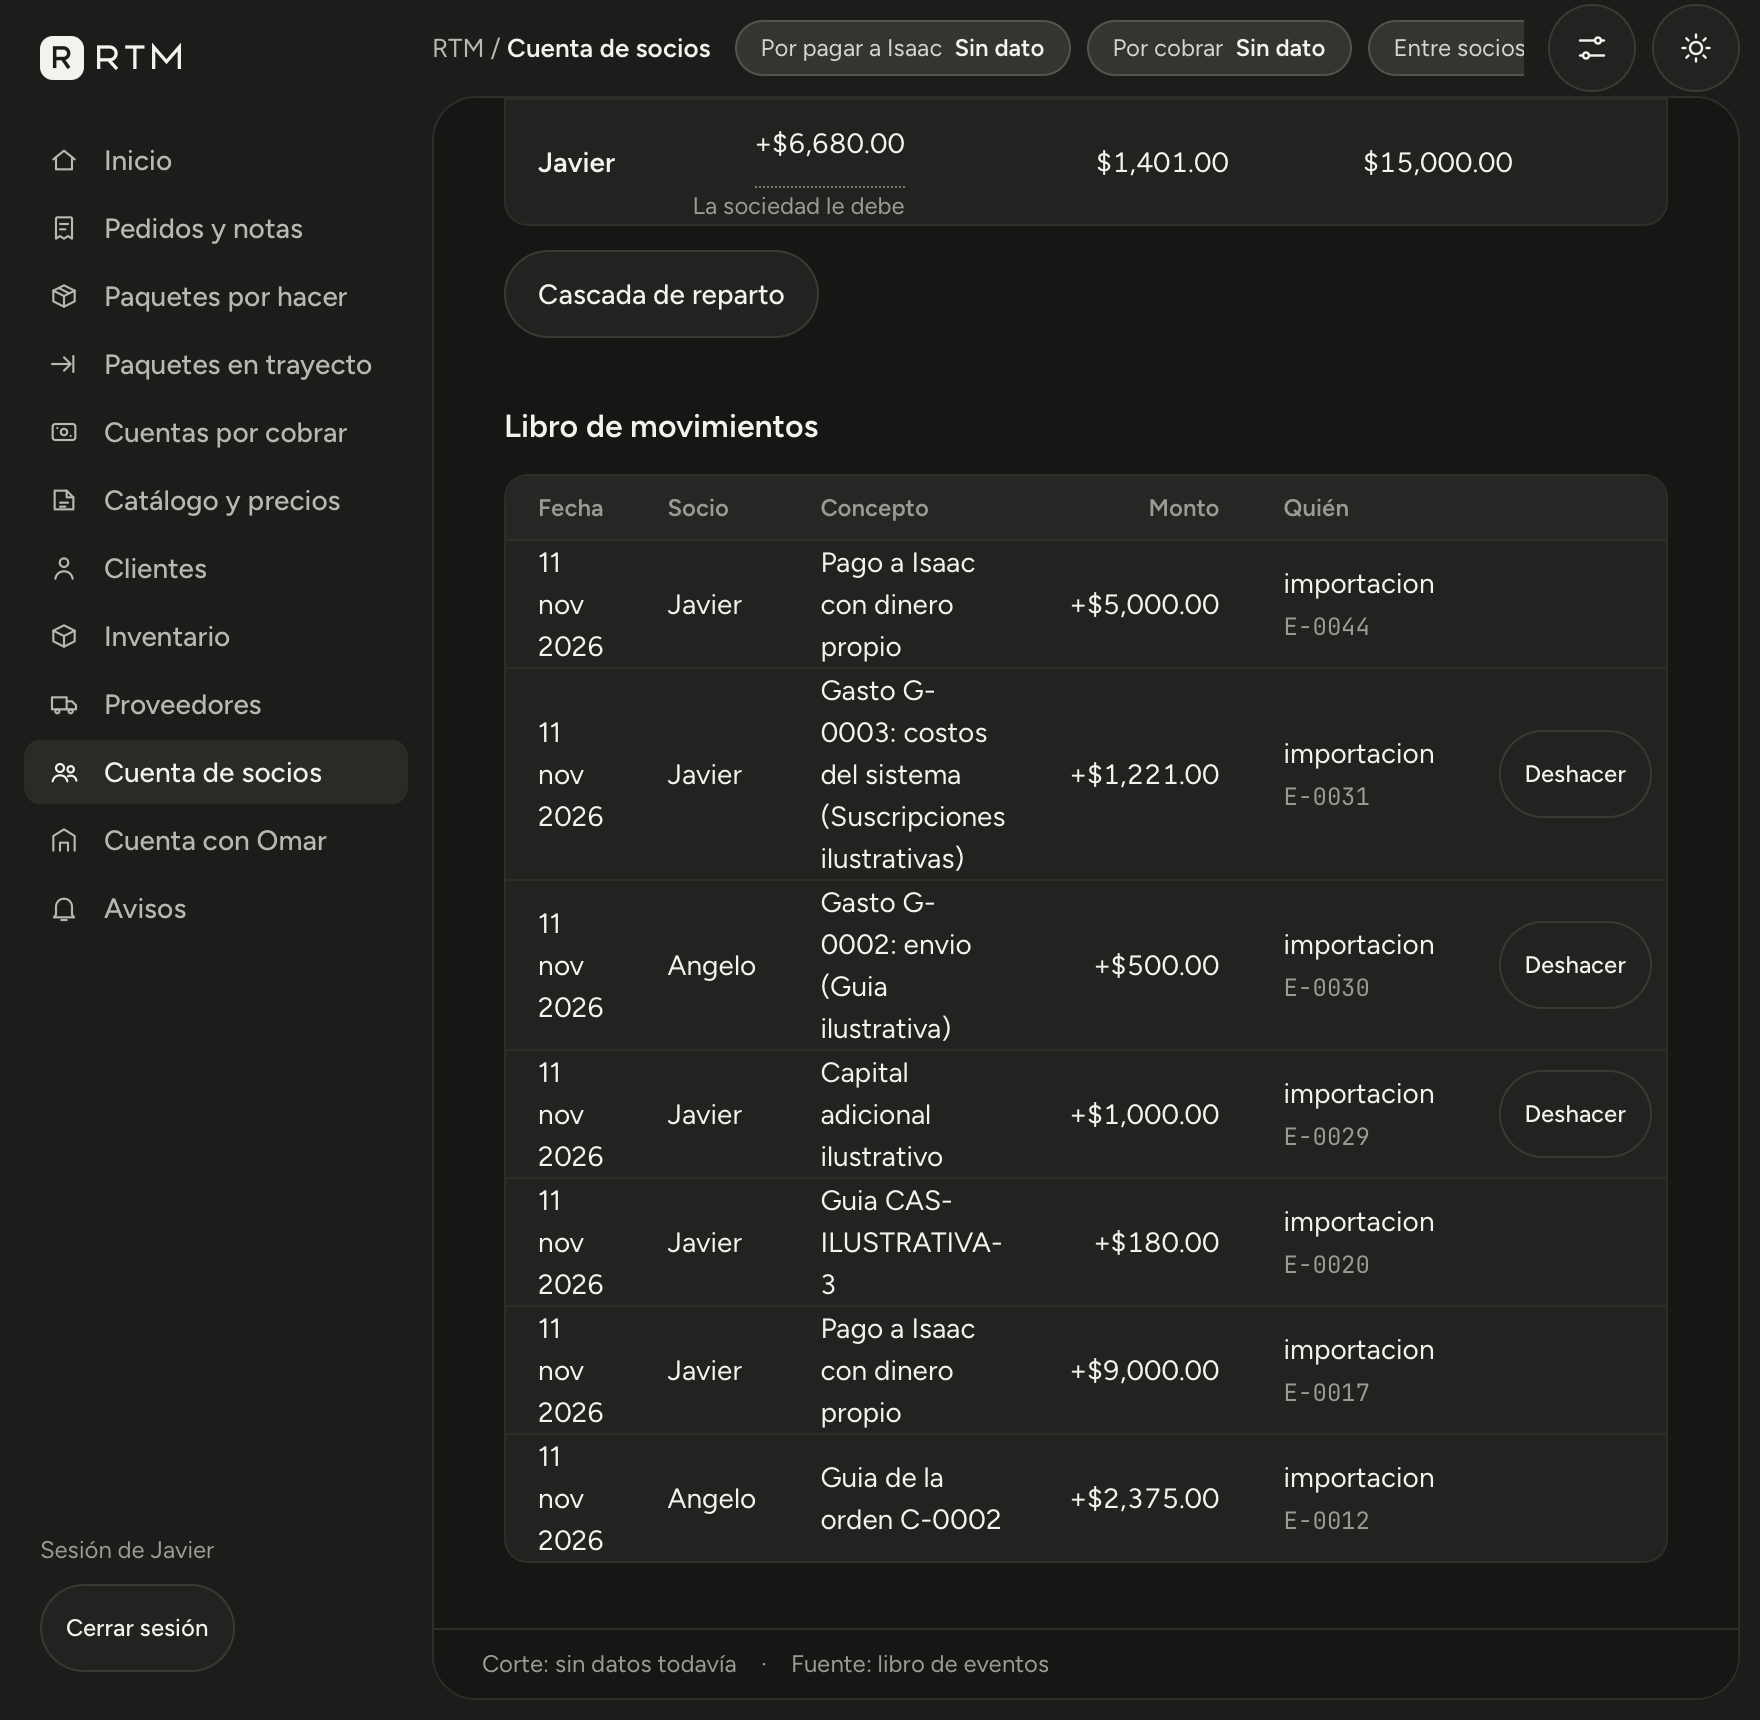 R RTM
RTM / Cuenta de socios
Por pagar a Isaac Sin dato
Por cobrar Sin dato
Entre socios
Inicio
Pedidos y notas
Paquetes por hacer
Paquetes en trayecto
Cuentas por cobrar
Catálogo y precios
Clientes
Inventario
Proveedores
Cuenta de socios
Cuenta con Omar
Avisos
Sesión de Javier
Cerrar sesión
Javier +$6,680.00 $1,401.00 $15,000.00
La sociedad le debe
Cascada de reparto
Libro de movimientos
Fecha Socio Concepto Monto Quién
11
nov
2026
Javier
Pago a Isaac
con dinero
propio
+$5,000.00
importacion
E-0044
11
nov
2026
Javier
Gasto G-
0003: costos
del sistema
(Suscripciones
ilustrativas)
+$1,221.00
importacion
E-0031
Deshacer
11
nov
2026
Angelo
Gasto G-
0002: envio
(Guia
ilustrativa)
+$500.00
importacion
E-0030
Deshacer
11
nov
2026
Javier
Capital
adicional
ilustrativo
+$1,000.00
importacion
E-0029
Deshacer
11
nov
2026
Javier
Guia CAS-
ILUSTRATIVA-
3
+$180.00
importacion
E-0020
11
nov
2026
Javier
Pago a Isaac
con dinero
propio
+$9,000.00
importacion
E-0017
11
nov
2026
Angelo
Guia de la
orden C-0002
+$2,375.00
importacion
E-0012
Corte: sin datos todavía · Fuente: libro de eventos